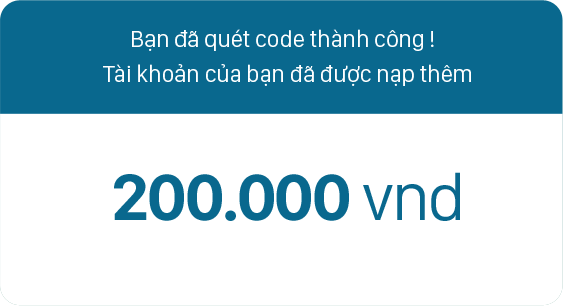 Bạn đã quét code thành công !
Tài khoản của bạn đã được nạp thêm
200.000 vnd